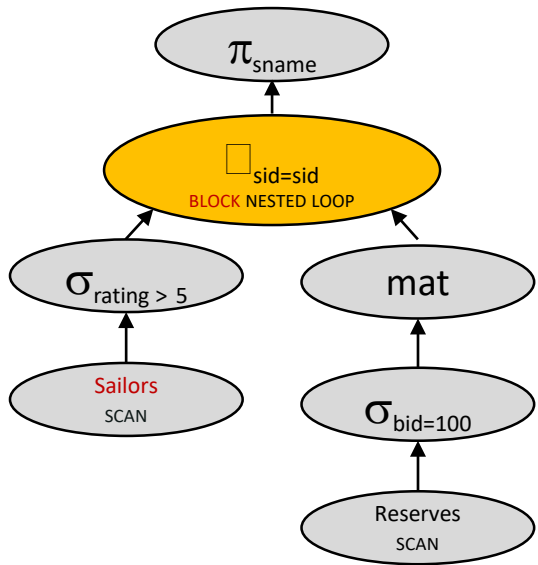 π sname
□ sid=sid
BLOCK NESTED LOOP
σ rating > 5
mat
Sailors
SCAN
σ bid=100
Reserves
SCAN